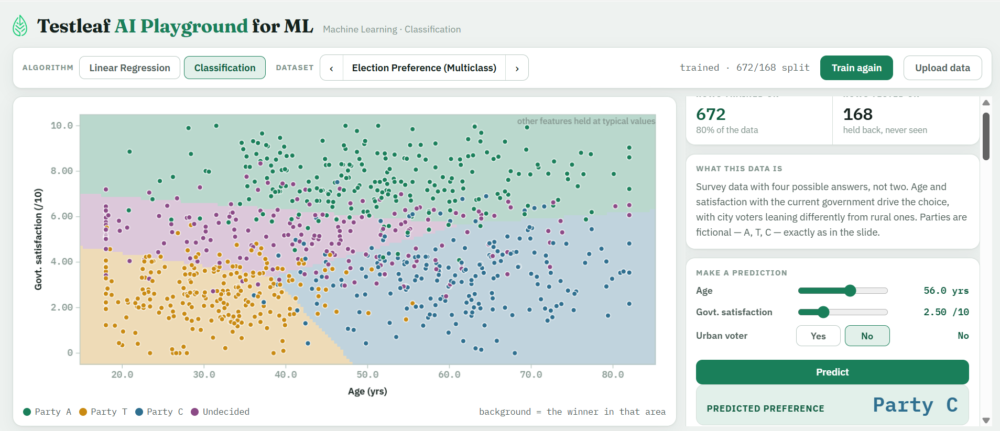 Testleaf AI Playground for ML Machine Learning · Classification
ALGORITHM Linear Regression Classification DATASET ‹ Election Preference (Multiclass) › trained · 672/168 split Train again Upload data
other features held at typical values
10.0
8.00
6.00
4.00
2.00
0
Govt. satisfaction (/10)
20.0 30.0 40.0 50.0 60.0 70.0 80.0
Age (yrs)
Party A Party T Party C Undecided background = the winner in that area
672 168
80% of the data held back, never seen
WHAT THIS DATA IS
Survey data with four possible answers, not two. Age and
satisfaction with the current government drive the choice,
with city voters leaning differently from rural ones. Parties are
fictional — A, T, C — exactly as in the slide.
MAKE A PREDICTION
Age 56.0 yrs
Govt. satisfaction 2.50 /10
Urban voter Yes No No
Predict
PREDICTED PREFERENCE Party C